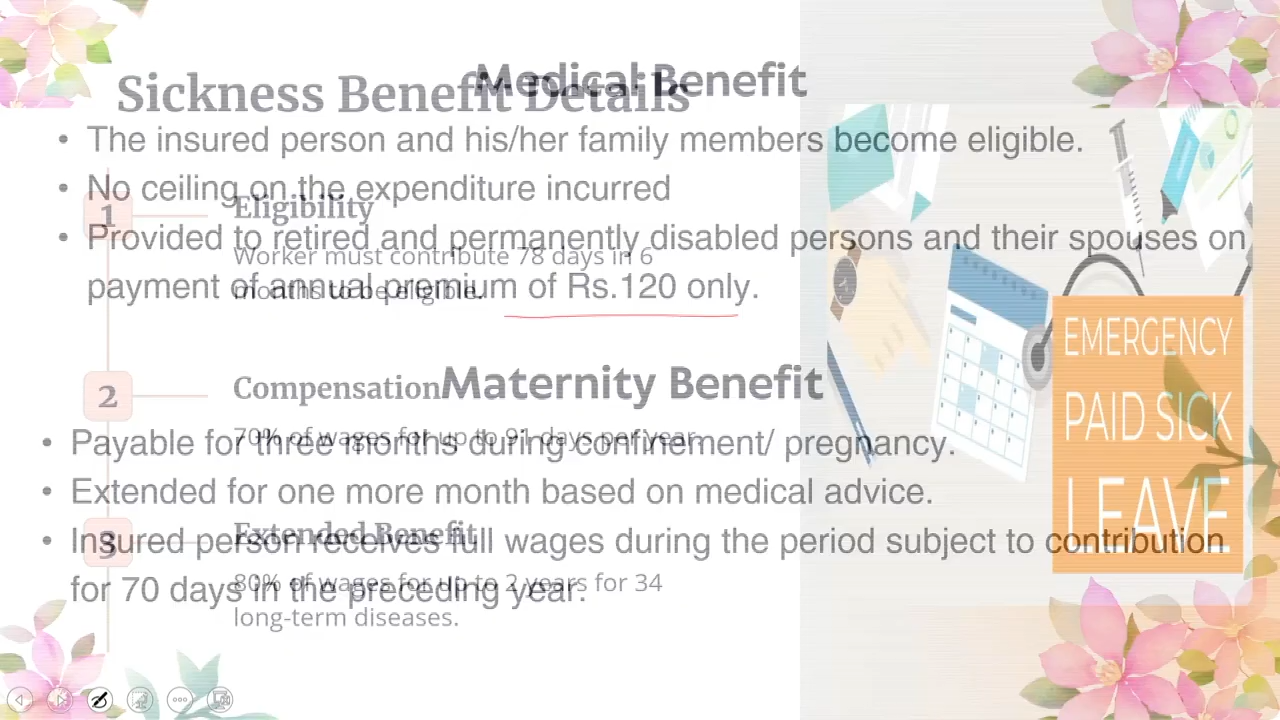 Medical Benefit
• The insured person and his/her family members become eligible.
• No ceiling on the expenditure incurred
• Provided to retired and permanently disabled persons and their spouses on
payment of annual premium of Rs.120 only.
Maternity Benefit
• Payable for three months during confinement/ pregnancy.
• Extended for one more month based on medical advice.
• Insured person receives full wages during the period subject to contribution
for 70 days in the preceding year.
Sickness Benefit Details
1
Eligibility
Worker must contribute 78 days in 6
months to be eligible.
2
Compensation
70% of wages for up to 91 days per year.
3
Extended Benefit
80% of wages for up to 2 years for 34
long-term diseases.
EMERGENCY
PAID SICK
LEAVE